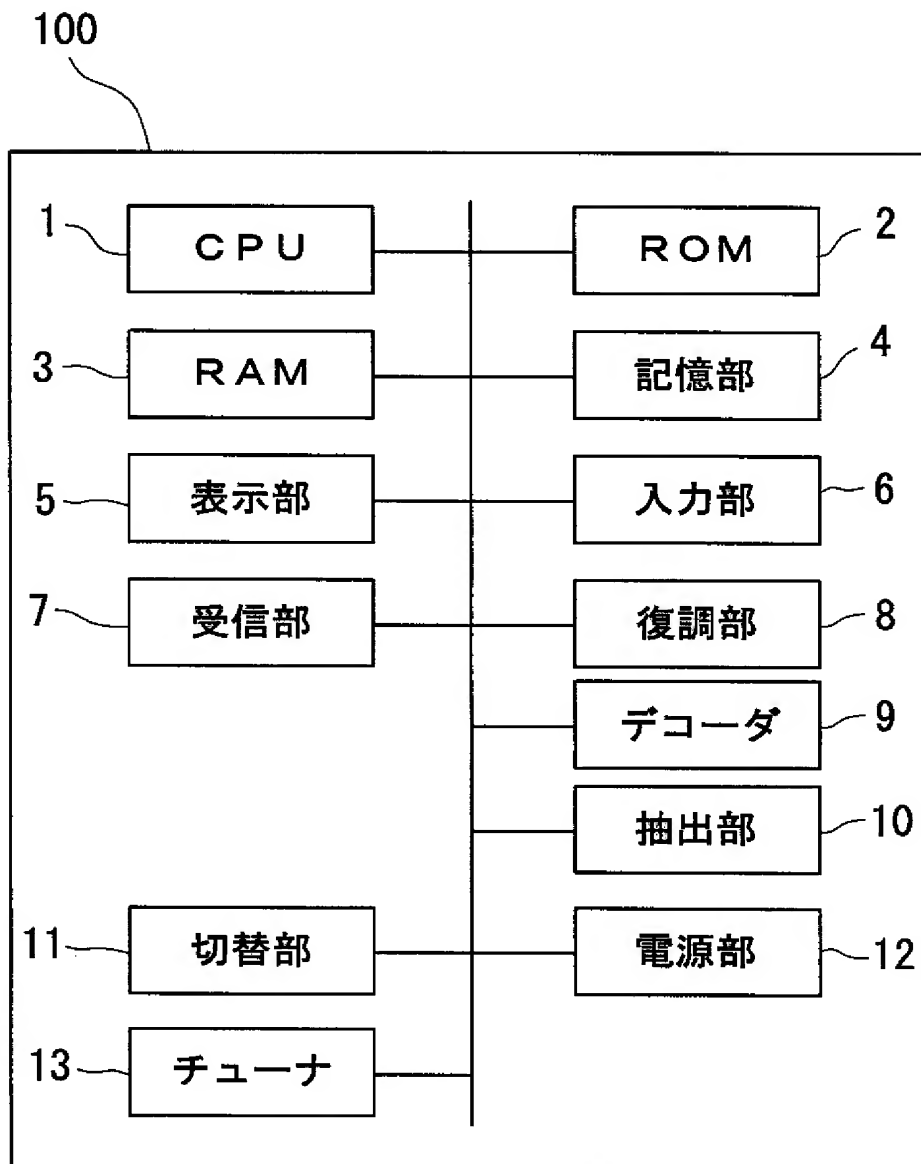 100
1 CPU ROM 2
3 RAM 記憶部 4
5 表示部 入力部 6
7 受信部 復調部 8
デコーダ 9
抽出部 10
11 切替部 電源部 12
13 チューナ